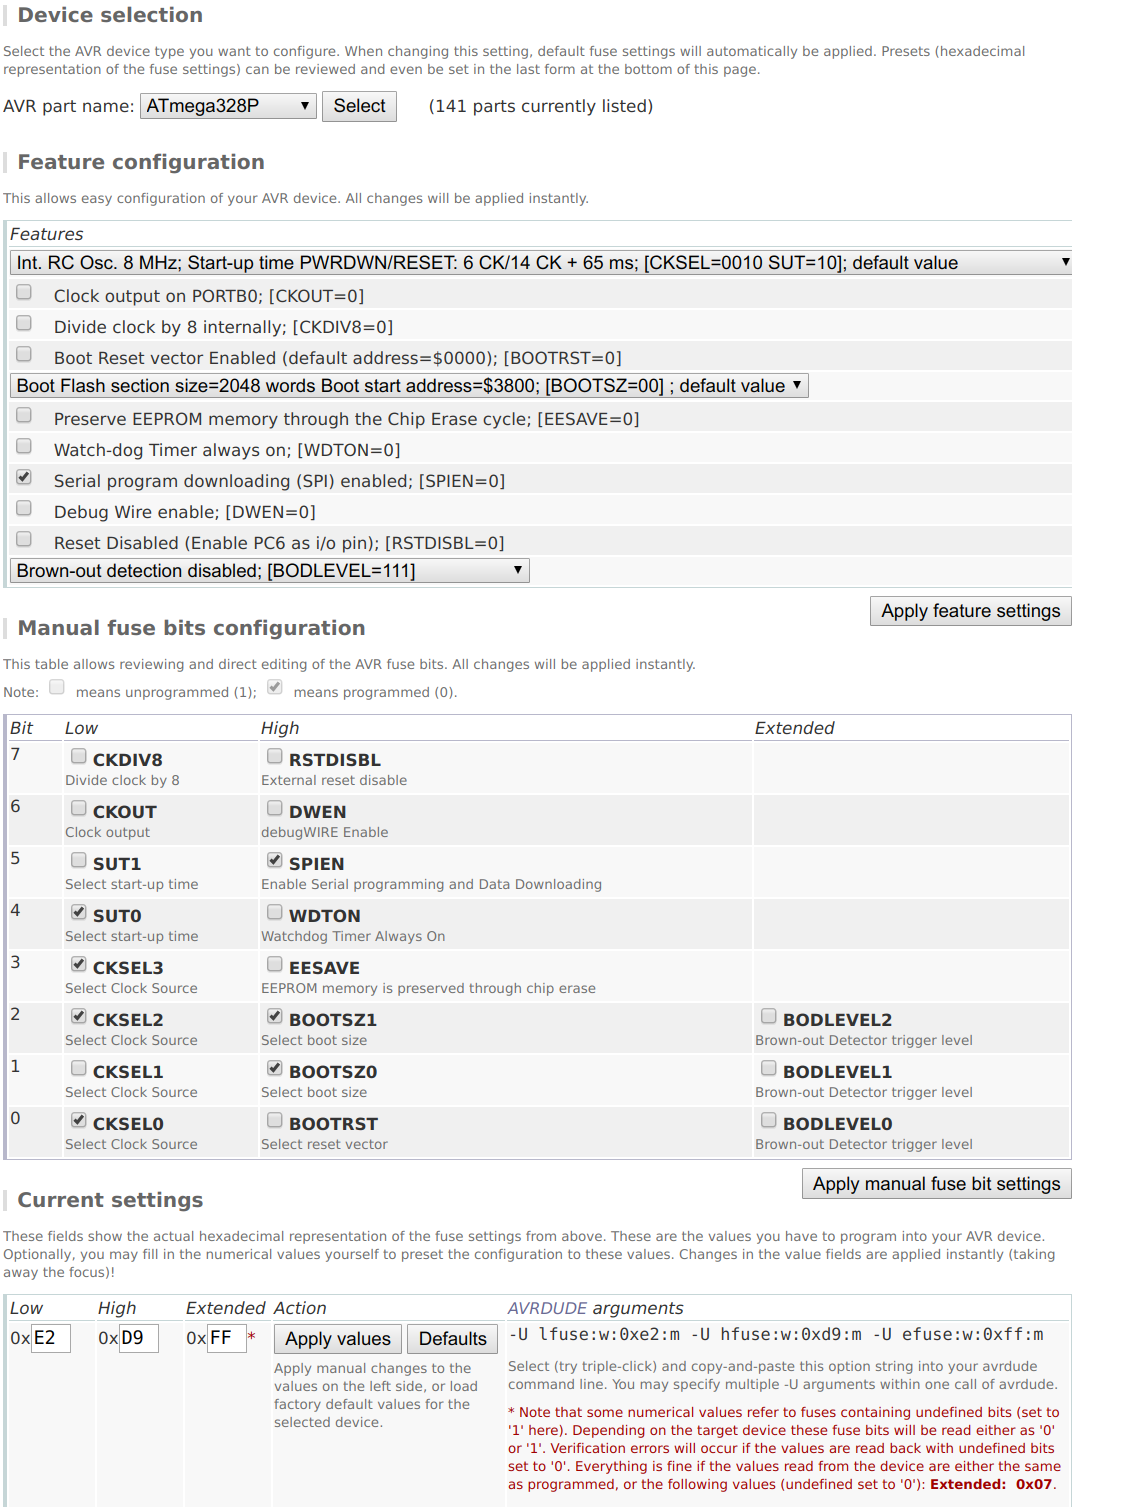 Device selection
Select the AVR device type you want to configure. When changing this setting, default fuse settings will automatically be applied. Presets (hexadecimal
representation of the fuse settings) can be reviewed and even be set in the last form at the bottom of this page.
AVR part name: ATmega328P Select (141 parts currently listed)
Feature configuration
This allows easy configuration of your AVR device. All changes will be applied instantly.
Features
Int. RC Osc. 8 MHz; Start-up time PWRDWN/RESET: 6 CK/14 CK + 65 ms; [CKSEL=0010 SUT=10]; default value
Clock output on PORTB0; [CKOUT=0]
Divide clock by 8 internally; [CKDIV8=0]
Boot Reset vector Enabled (default address=$0000); [BOOTRST=0]
Boot Flash section size=2048 words Boot start address=$3800; [BOOTSZ=00] ; default value
Preserve EEPROM memory through the Chip Erase cycle; [EESAVE=0]
Watch-dog Timer always on; [WDTON=0]
Serial program downloading (SPI) enabled; [SPIEN=0]
Debug Wire enable; [DWEN=0]
Reset Disabled (Enable PC6 as i/o pin); [RSTDISBL=0]
Brown-out detection disabled; [BODLEVEL=111]
Apply feature settings
Manual fuse bits configuration
This table allows reviewing and direct editing of the AVR fuse bits. All changes will be applied instantly.
Note: means unprogrammed (1); means programmed (0).
Bit Low High Extended
7 CKDIV8 RSTDISBL
Divide clock by 8 External reset disable
6 CKOUT DWEN
Clock output debugWIRE Enable
5 SUT1 SPIEN
Select start-up time Enable Serial programming and Data Downloading
4 SUT0 WDTON
Select start-up time Watchdog Timer Always On
3 CKSEL3 EESAVE
Select Clock Source EEPROM memory is preserved through chip erase
2 CKSEL2 BOOTSZ1 BODLEVEL2
Select Clock Source Select boot size Brown-out Detector trigger level
1 CKSEL1 BOOTSZ0 BODLEVEL1
Select Clock Source Select boot size Brown-out Detector trigger level
0 CKSEL0 BOOTRST BODLEVEL0
Select Clock Source Select reset vector Brown-out Detector trigger level
Apply manual fuse bit settings
Current settings
These fields show the actual hexadecimal representation of the fuse settings from above. These are the values you have to program into your AVR device.
Optionally, you may fill in the numerical values yourself to preset the configuration to these values. Changes in the value fields are applied instantly (taking
away the focus)!
Low High Extended Action AVRDUDE arguments
0xE2 0xD9 0xFF * Apply values Defaults -U lfuse:w:0xe2:m -U hfuse:w:0xd9:m -U efuse:w:0xff:m
Apply manual changes to the
values on the left side, or load
factory default values for the
selected device.
Select (try triple-click) and copy-and-paste this option string into your avrdude
command line. You may specify multiple -U arguments within one call of avrdude.
* Note that some numerical values refer to fuses containing undefined bits (set to
'1' here). Depending on the target device these fuse bits will be read either as '0'
or '1'. Verification errors will occur if the values are read back with undefined bits
set to '0'. Everything is fine if the values read from the device are either the same
as programmed, or the following values (undefined set to '0'): Extended: 0x07.